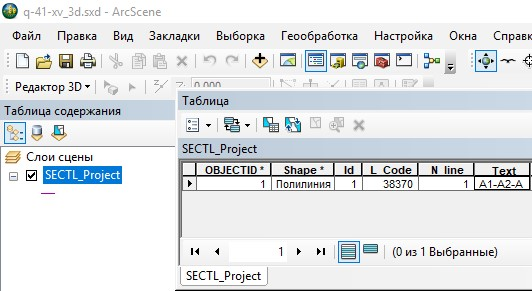 q-41-xv_3d.sxd - ArcScene
Файл Правка Вид Закладки Выборка Геообработка Настройка Окна Справка
Редактор 3D
0,000
Таблица содержания
Слои сцены
SECTL_Project
Таблица
SECTL_Project
OBJECTID * Shape * Id L_Code N_line Text
1 Полилиния 1 38370 1 A1-A2-A
1 (0 из 1 Выбранные)
SECTL_Project